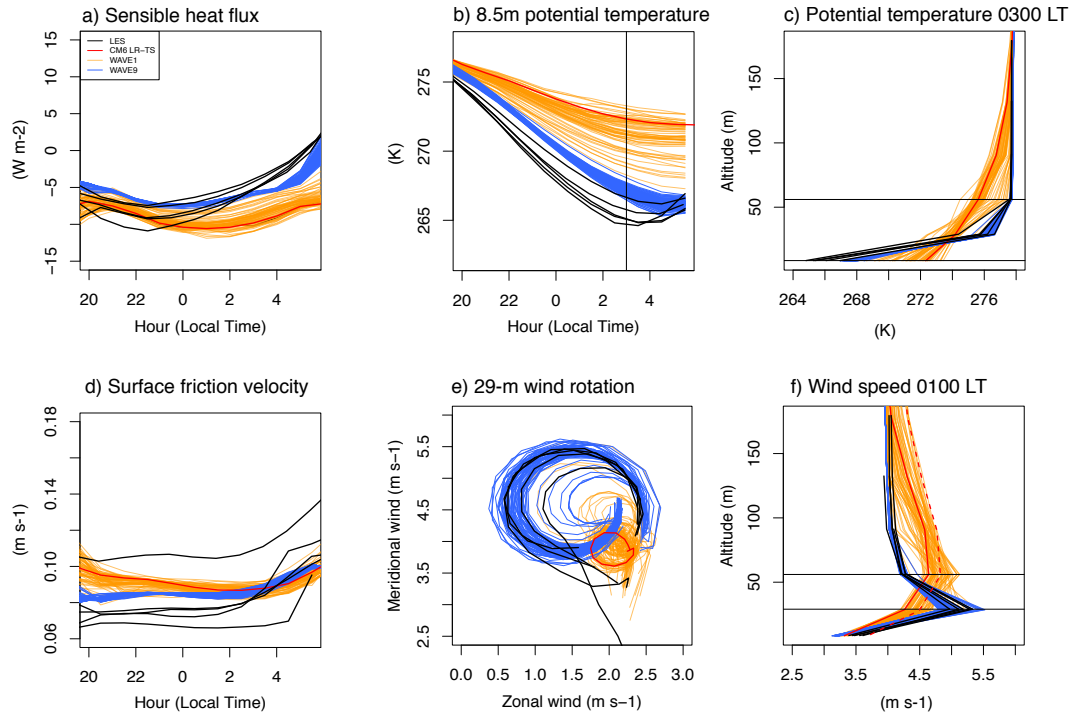 a) Sensible heat flux
b) 8.5m potential temperature
c) Potential temperature 0300 LT
LES
CM6 LR−TS
WAVE1
WAVE9
(W m-2)
15
10
5
0
−5
−15
20 22 0 2 4
Hour (Local Time)
(K)
275
270
265
20 22 0 2 4
Hour (Local Time)
Altitude (m)
150
100
50
264 268 272 276
(K)
d) Surface friction velocity
e) 29-m wind rotation
f) Wind speed 0100 LT
(m s-1)
0.18
0.14
0.10
0.06
20 22 0 2 4
Hour (Local Time)
Meridional wind (m s−1)
5.5
4.5
3.5
2.5
0.0 0.5 1.0 1.5 2.0 2.5 3.0
Zonal wind (m s−1)
Altitude (m)
150
100
50
2.5 3.5 4.5 5.5
(m s-1)